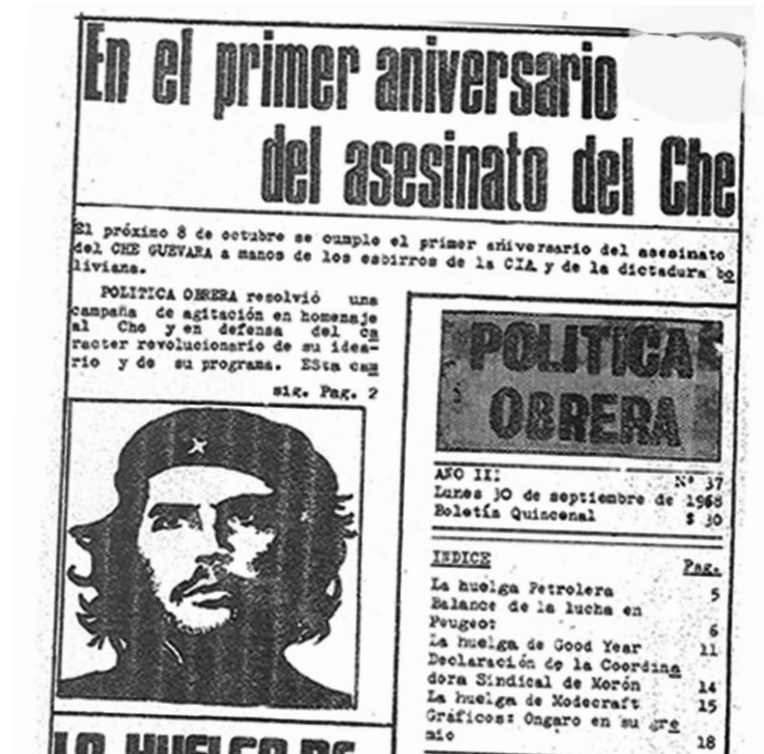 En el primer aniversario
del asesinato del Che
El próximo 8 de octubre se cumple el primer aniversario del asesinato
del CHE GUEVARA a manos de los esbirros de la CIA y de la dictadura bo
liviana.
POLITICA OBRERA resolvió una
campaña de agitación en homenaje
al Che y en defensa del ca
racter revolucionario de su idea-
rio y de su programa. ESta cam
sig. Pag. 2
POLITICA
OBRERA
AÑO III Nº 37
Lunes 30 de septiembre de 1968
Boletín Quincenal $ 30
INDICE Pag.
La huelga Petrolera 5
Balance de la lucha en
Peugeot 6
La huelga de Good Year 11
Declaración de la Coordina
dora Sindical de Morón 14
La huelga de Modecraft 15
Gráficos: Ongaro en su gre
mio 18
LA HUELGA DE